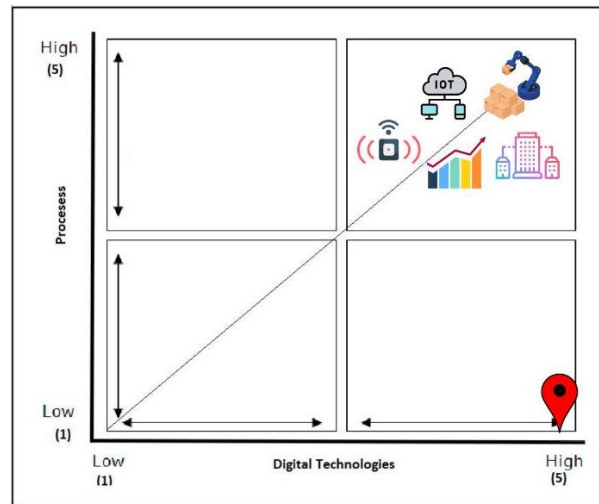 High
(5)
IOT
Procesess
Low
(1)
Low
(1)
Digital Technologies
High
(5)